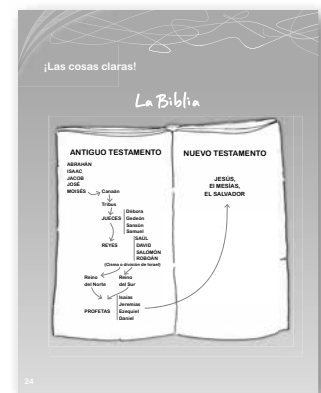 ¡Las cosas claras!
La Biblia
ANTIGUO TESTAMENTO
ABRAHÁN
ISAAC
JACOB
JOSÉ
MOISÉS
Canaán
Tribus
JUECES
Débora
Gedeón
Sansón
Samuel
REYES
SAÚL
DAVID
SALOMÓN
ROBOÁN
(Cisma o división de Israel)
Reino
del Norte
Reino
del Sur
PROFETAS
Isaías
Jeremías
Ezequiel
Daniel
NUEVO TESTAMENTO
JESÚS,
El MESÍAS,
EL SALVADOR
24